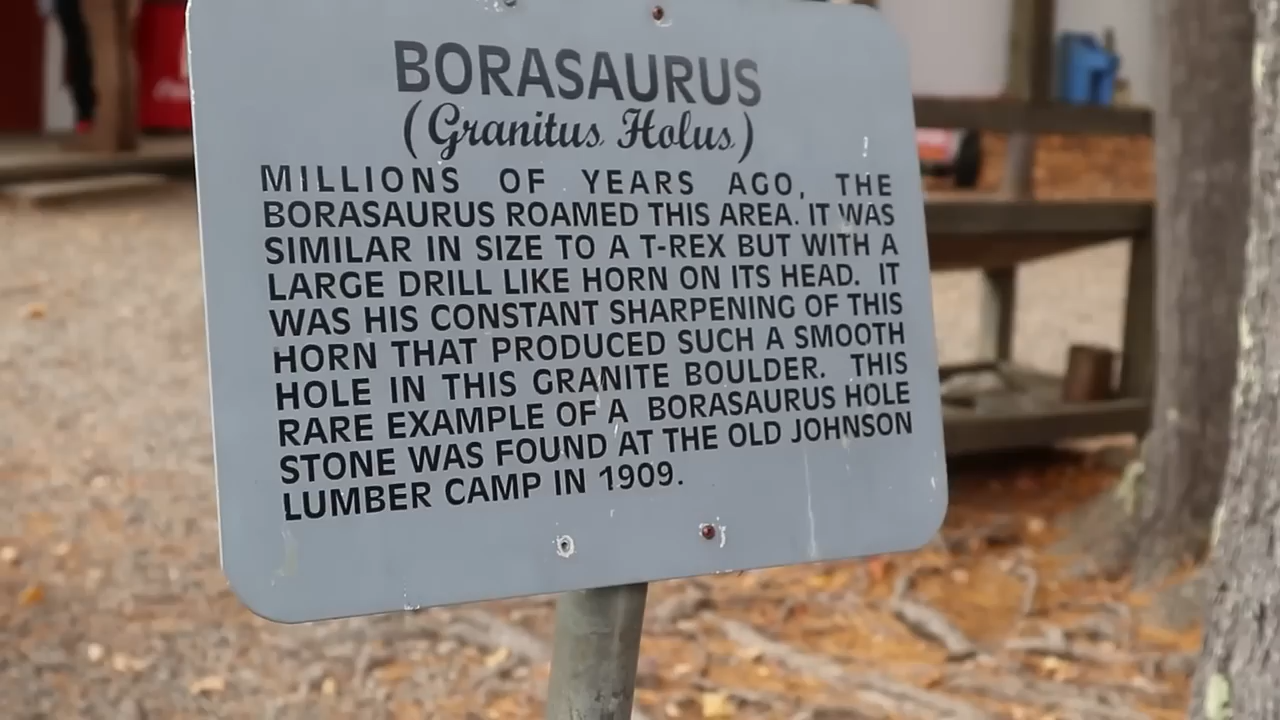 BORASAURUS
(Granitus Holus)
MILLIONS OF YEARS AGO, THE
BORASAURUS ROAMED THIS AREA. IT WAS
SIMILAR IN SIZE TO A T-REX BUT WITH A
LARGE DRILL LIKE HORN ON ITS HEAD. IT
WAS HIS CONSTANT SHARPENING OF THIS
HORN THAT PRODUCED SUCH A SMOOTH
HOLE IN THIS GRANITE BOULDER. THIS
RARE EXAMPLE OF A BORASAURUS HOLE
STONE WAS FOUND AT THE OLD JOHNSON
LUMBER CAMP IN 1909.